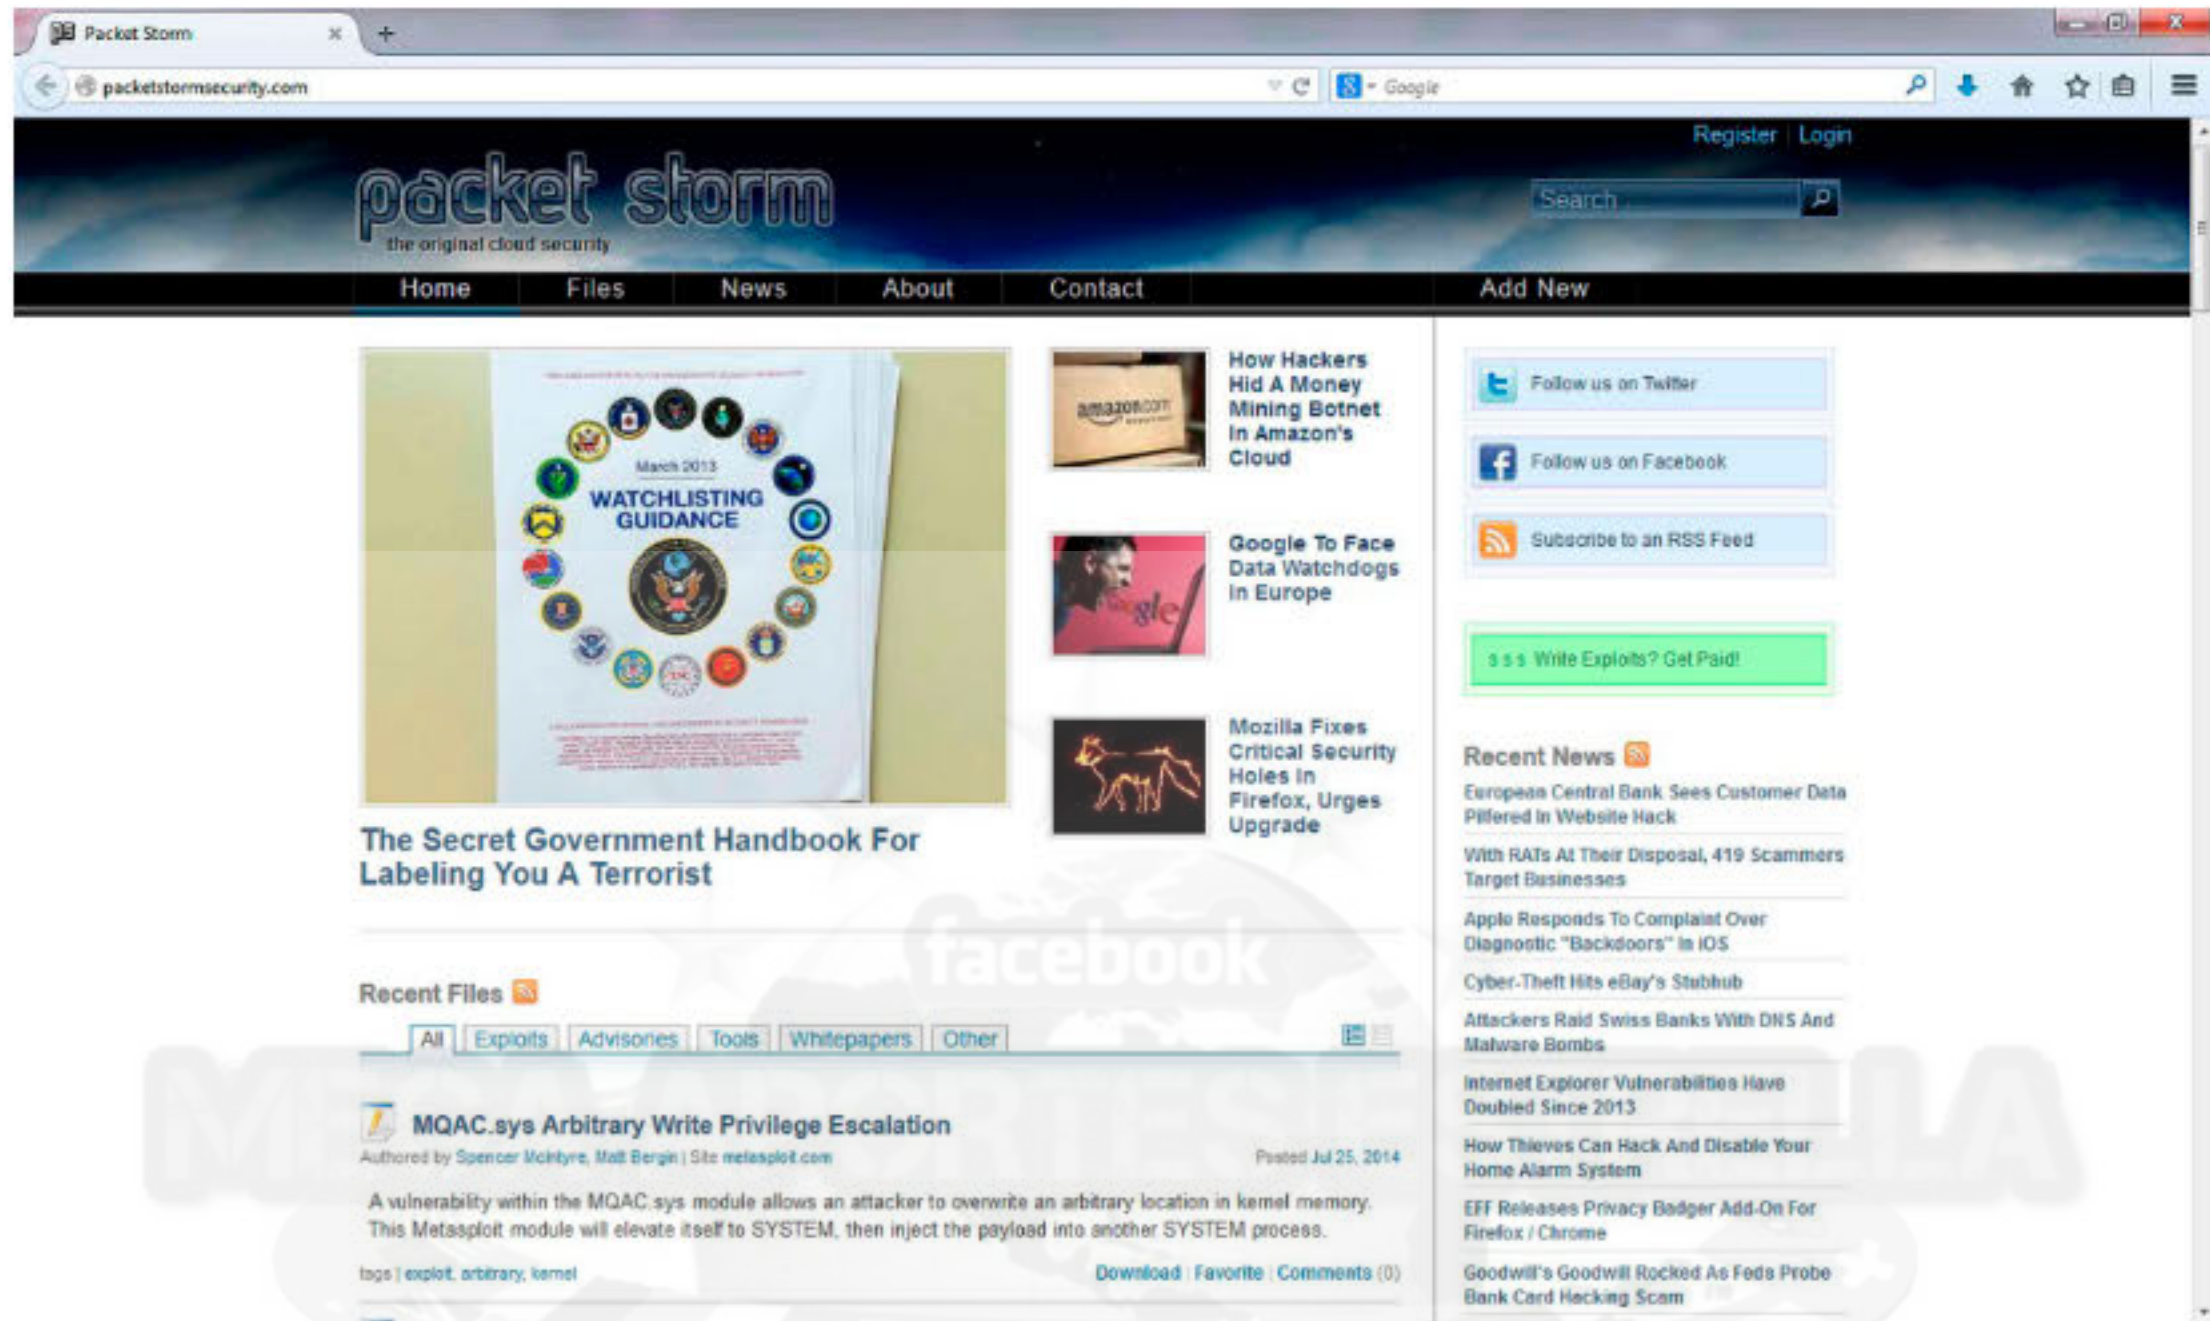 Packet Storm
packetstormsecurity.com
Google
Register Login
packet storm
the original cloud security
Search
Home Files News About Contact Add New
March 2013
WATCHLISTING
GUIDANCE
The Secret Government Handbook For
Labeling You A Terrorist
amazon.com
How Hackers
Hid A Money
Mining Botnet
In Amazon's
Cloud
Google To Face
Data Watchdogs
In Europe
Mozilla Fixes
Critical Security
Holes In
Firefox, Urges
Upgrade
Follow us on Twitter
Follow us on Facebook
Subscribe to an RSS Feed
$ $ $ Write Exploits? Get Paid!
Recent News
European Central Bank Sees Customer Data
Pilfered In Website Hack
With RATs At Their Disposal, 419 Scammers
Target Businesses
Apple Responds To Complaint Over
Diagnostic "Backdoors" In iOS
Cyber-Theft Hits eBay's Stubhub
Attackers Raid Swiss Banks With DNS And
Malware Bombs
Internet Explorer Vulnerabilities Have
Doubled Since 2013
How Thieves Can Hack And Disable Your
Home Alarm System
EFF Releases Privacy Badger Add-On For
Firefox / Chrome
Goodwill's Goodwill Rocked As Feds Probe
Bank Card Hacking Scam
facebook
Recent Files
All Exploits Advisories Tools Whitepapers Other
MQAC.sys Arbitrary Write Privilege Escalation
Authored by Spencer McIntyre, Matt Bergin | Site metasploit.com
Posted Jul 25, 2014
A vulnerability within the MQAC.sys module allows an attacker to overwrite an arbitrary location in kernel memory.
This Metasploit module will elevate itself to SYSTEM, then inject the payload into another SYSTEM process.
tags | exploit, arbitrary, kernel
Download | Favorite | Comments (0)